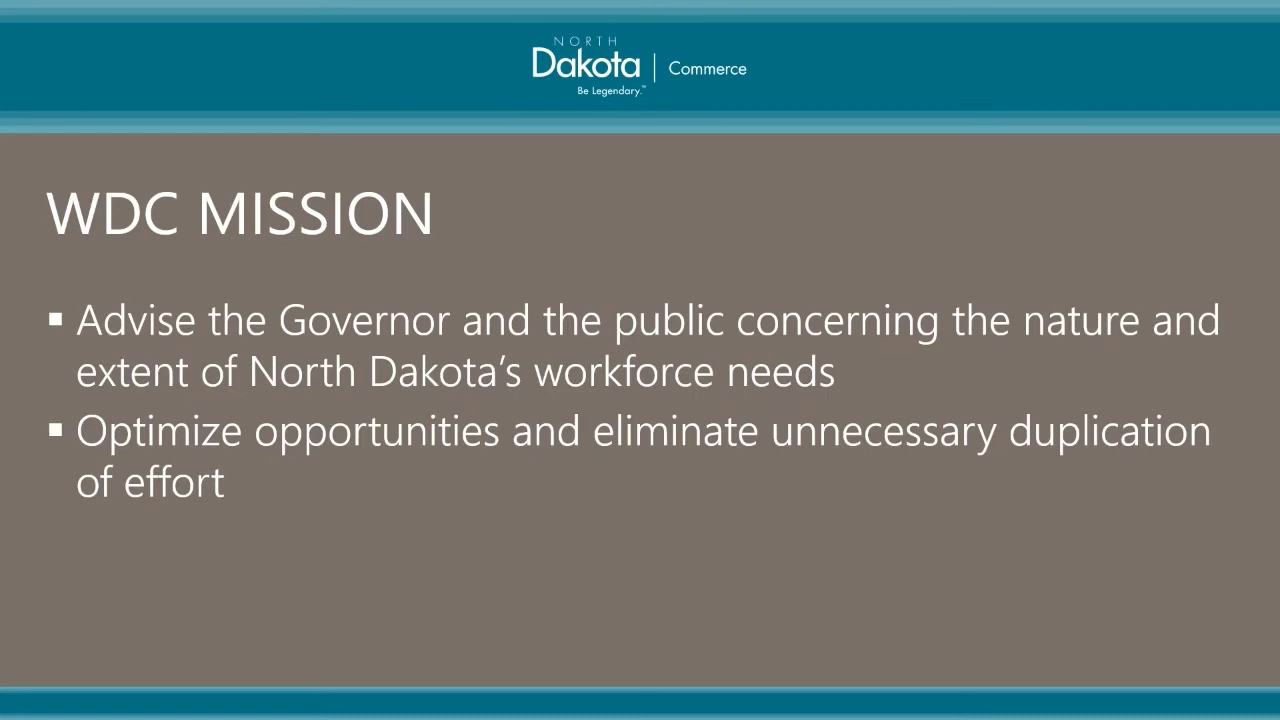 NORTH
Dakota | Commerce
Be Legendary.™
WDC MISSION
▪ Advise the Governor and the public concerning the nature and
extent of North Dakota’s workforce needs
▪ Optimize opportunities and eliminate unnecessary duplication
of effort